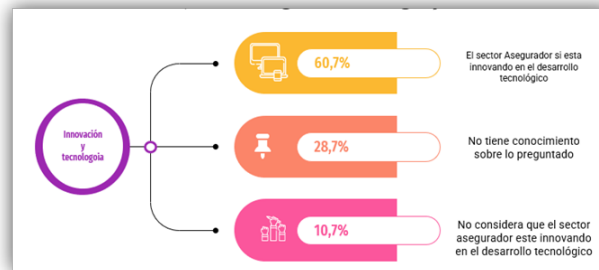 60,7%
El sector Asegurador si esta
innovando en el desarrollo
tecnológico
Innovación
y
tecnologoia
28,7%
No tiene conocimiento
sobre lo preguntado
10,7%
No considera que el sector
asegurador este innovando
en el desarrollo tecnológico